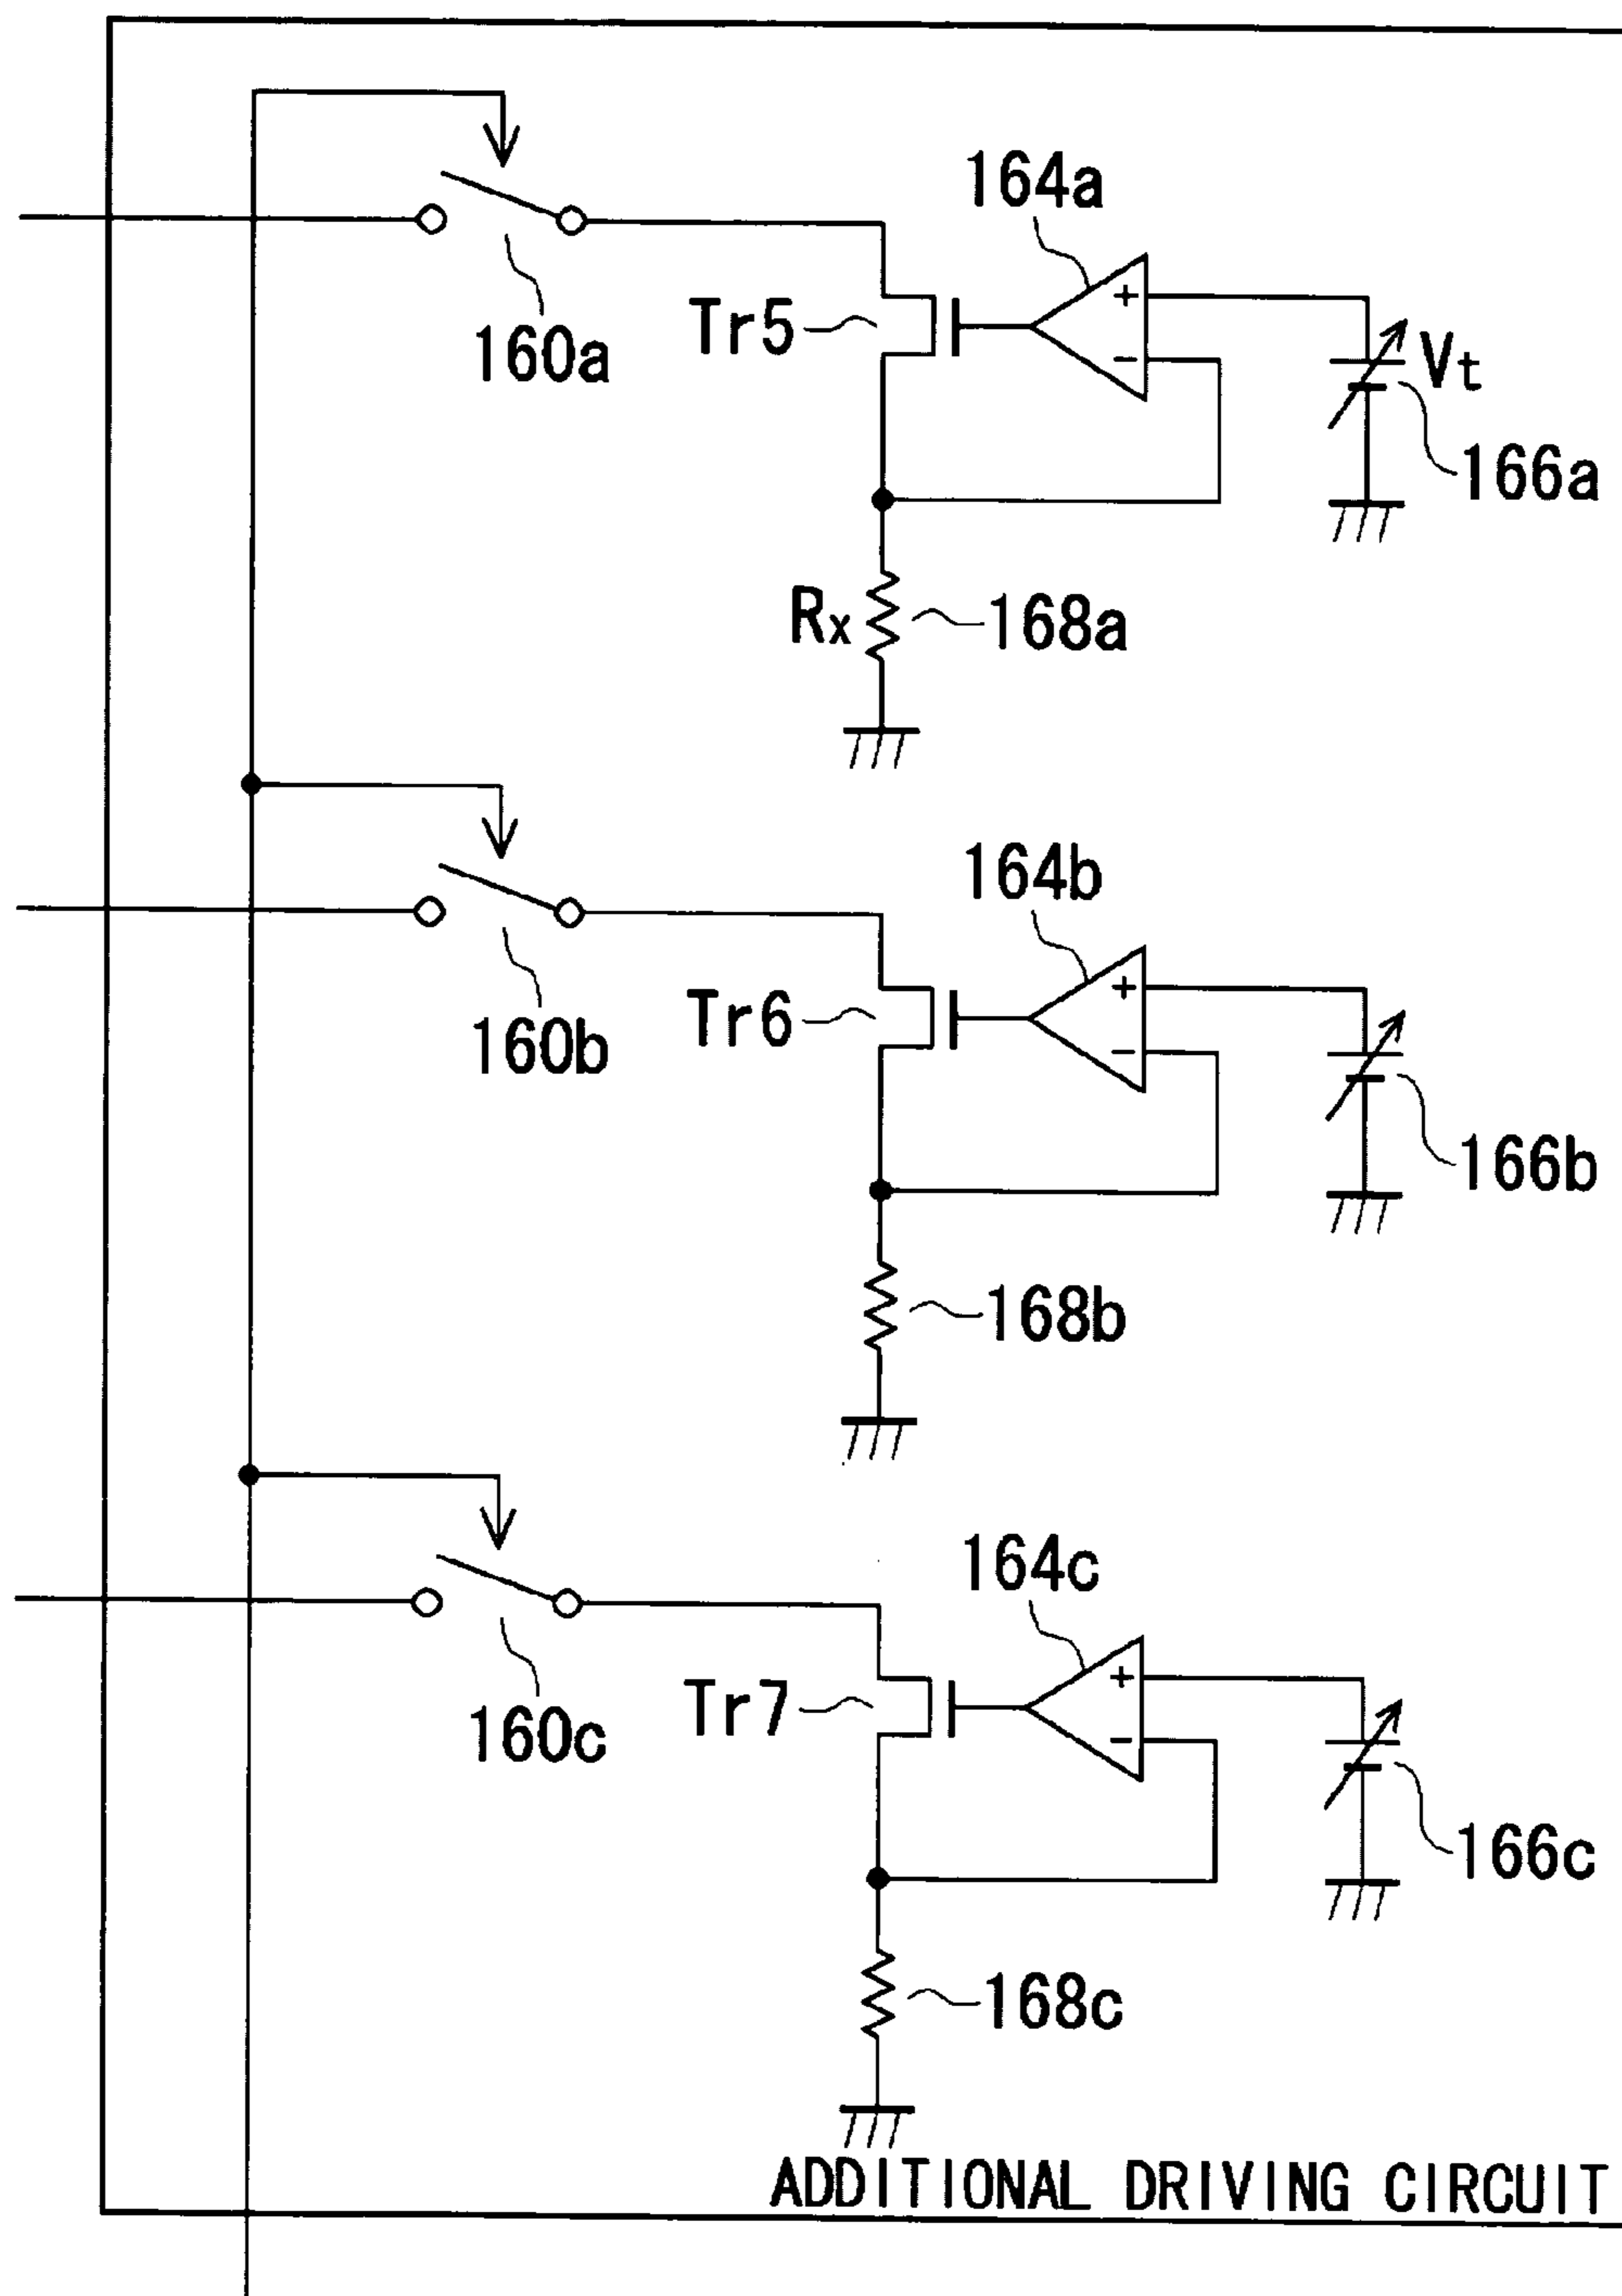 164a
Tr5
+
−
Vt
160a
166a
Rx
168a
164b
Tr6
+
−
160b
166b
168b
164c
Tr7
+
−
160c
166c
168c
ADDITIONAL DRIVING CIRCUIT